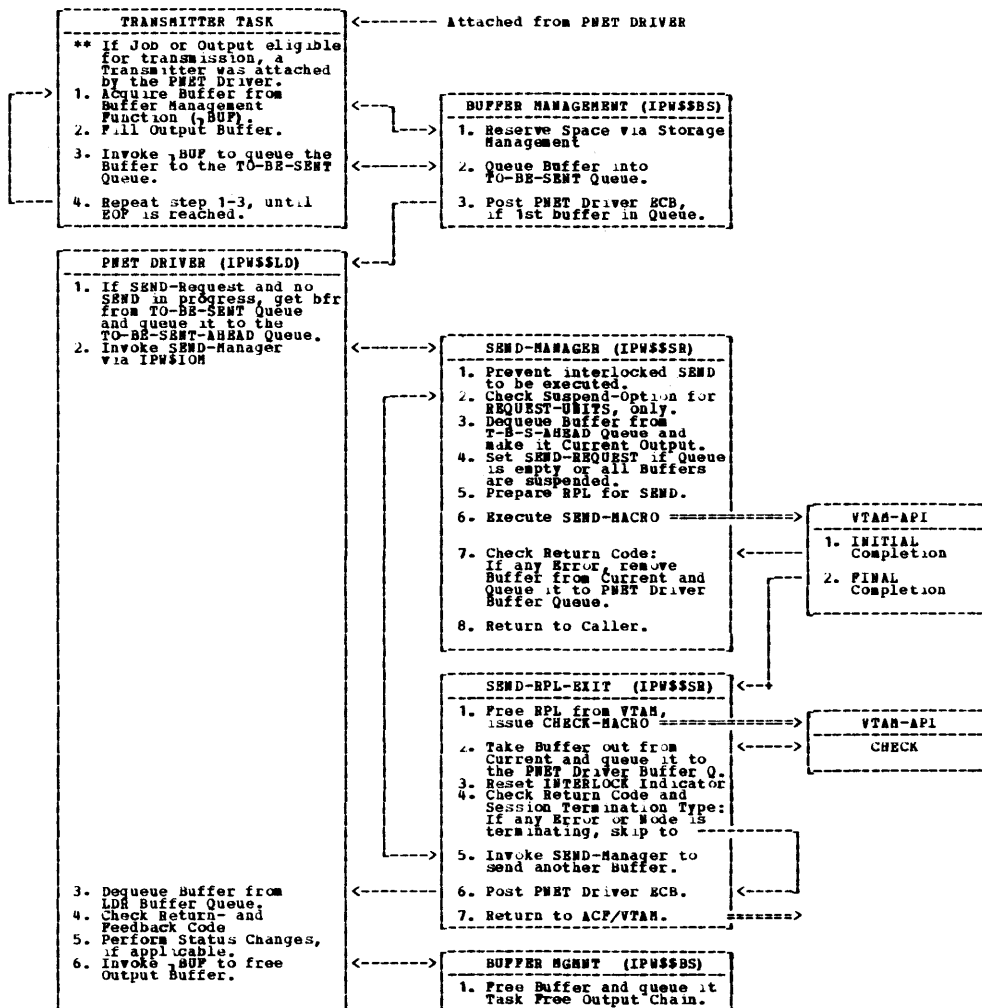 TRANSMITTER TASK
Attached from PNET DRIVER
** If Job or Output eligible
for transmission, a
Transmitter was attached
by the PNET Driver.
1. Acquire Buffer from
Buffer Management
Function (¬BUF).
2. Fill Output Buffer.
3. Invoke ¬BUF to queue the
Buffer to the TO-BE-SENT
Queue.
4. Repeat step 1-3, until
EOF is reached.
BUFFER MANAGEMENT (IPW$$BS)
1. Reserve Space via Storage
Management
2. Queue Buffer into
TO-BE-SENT Queue.
3. Post PNET Driver ECB,
if 1st buffer in Queue.
PNET DRIVER (IPW$$LD)
1. If SEND-Request and no
SEND in progress, get bfr
from TO-BE-SENT Queue
and queue it to the
TO-BE-SENT-AHEAD Queue.
2. Invoke SEND-Manager
via IPW$IOM
SEND-MANAGER (IPW$$SR)
1. Prevent interlocked SEND
to be executed.
2. Check Suspend-Option for
REQUEST-UNITS, only.
3. Dequeue Buffer from
T-B-S-AHEAD Queue and
make it Current Output.
4. Set SEND-REQUEST if Queue
is empty or all Buffers
are suspended.
5. Prepare RPL for SEND.
6. Execute SEND-MACRO
7. Check Return Code:
If any Error, remove
Buffer from Current and
Queue it to PNET Driver
Buffer Queue.
8. Return to Caller.
VTAM-API
1. INITIAL
Completion
2. FINAL
Completion
SEND-RPL-EXIT (IPW$$SR)
1. Free RPL from VTAM,
issue CHECK-MACRO
2. Take Buffer out from
Current and queue it to
the PNET Driver Buffer Q.
3. Reset INTERLOCK Indicator
4. Check Return Code and
Session Termination Type:
If any Error or Node is
terminating, skip to
5. Invoke SEND-Manager to
send another Buffer.
6. Post PNET Driver ECB.
7. Return to ACF/VTAM.
VTAM-API
CHECK
3. Dequeue Buffer from
LDR Buffer Queue.
4. Check Return- and
Feedback Code
5. Perform Status Changes,
if applicable.
6. Invoke ¬BUF to free
Output Buffer.
BUFFER MGMNT (IPW$$BS)
1. Free Buffer and queue it
Task Free Output Chain.